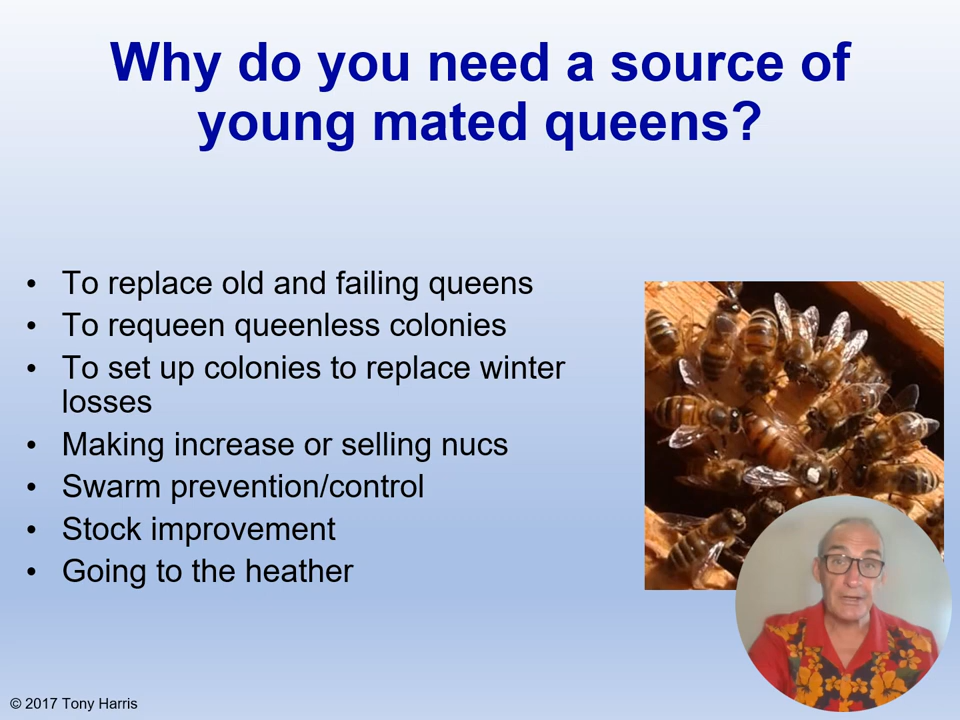 Why do you need a source of
young mated queens?
• To replace old and failing queens
• To requeen queenless colonies
• To set up colonies to replace winter
losses
• Making increase or selling nucs
• Swarm prevention/control
• Stock improvement
• Going to the heather
© 2017 Tony Harris